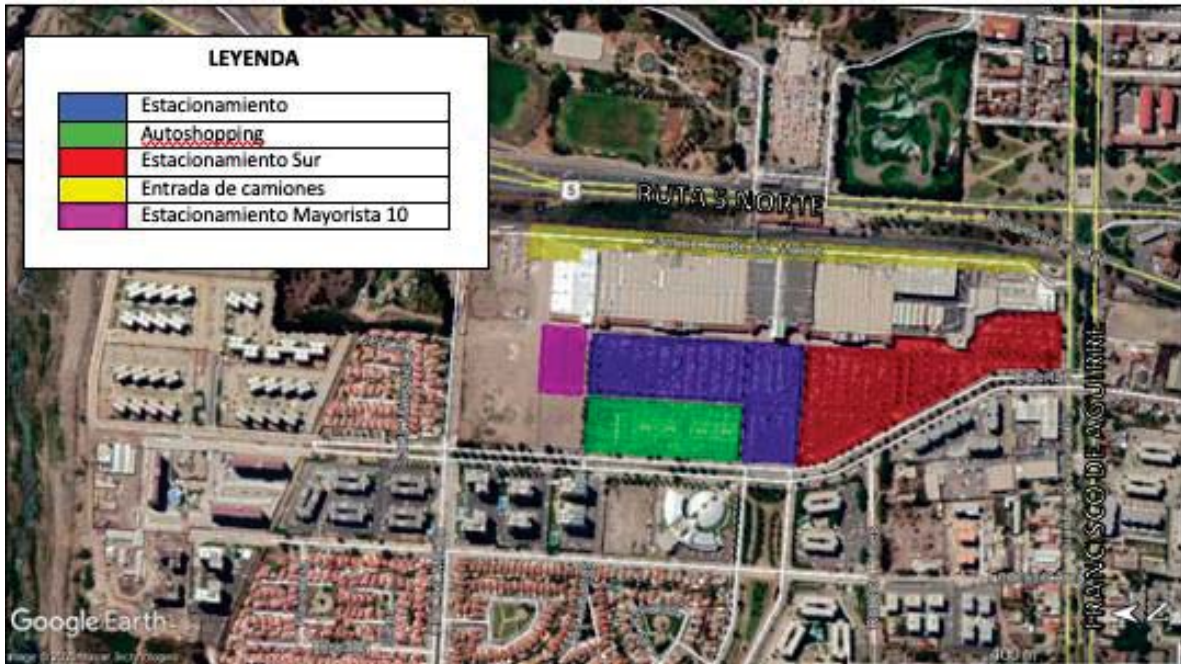 LEYENDA
Estacionamiento
Autoshopping
Estacionamiento Sur
Entrada de camiones
Estacionamiento Mayorista 10
5
RUTA 5 NORTE
FRANCISCO DE AGUIRRE
Google Earth
400 m